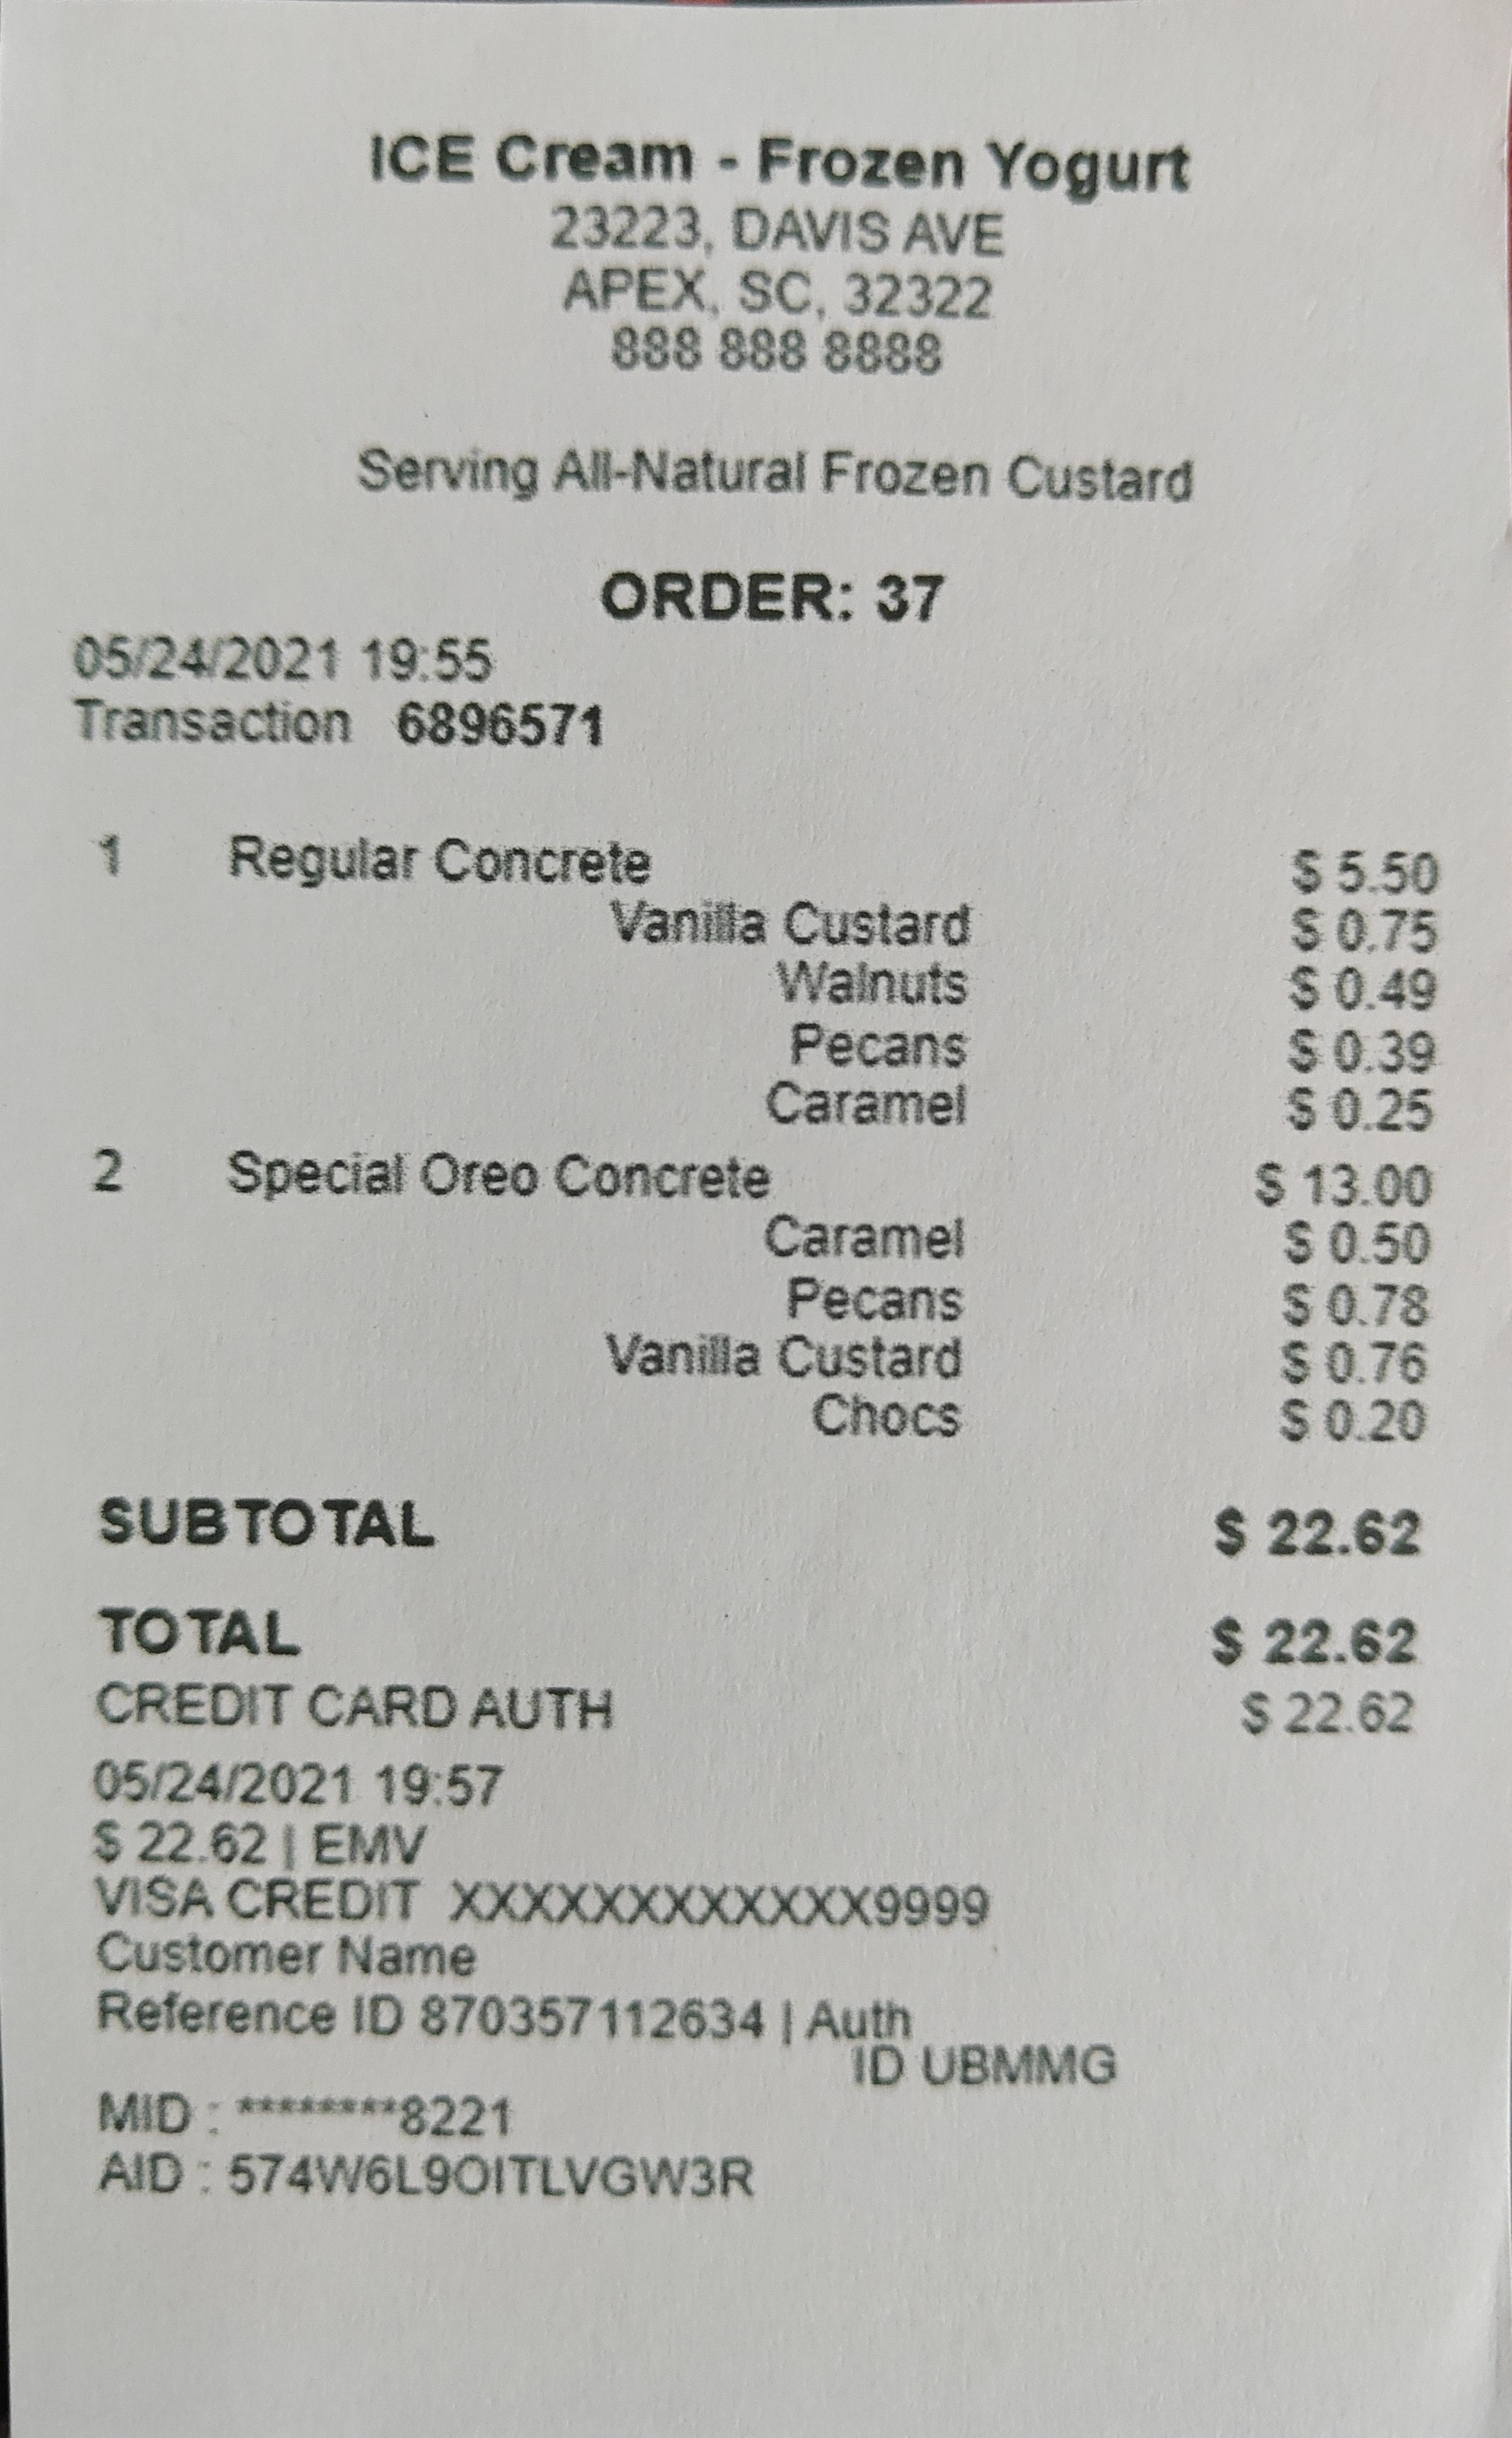 ICE Cream - Frozen Yogurt
23223, DAVIS AVE
APEX, SC, 32322
888 888 8888
Serving All-Natural Frozen Custard
ORDER: 37
05/24/2021 19:55
Transaction 6896571
1 Regular Concrete $ 5.50
Vanilla Custard $ 0.75
Walnuts $ 0.49
Pecans $ 0.39
Caramel $ 0.25
2 Special Oreo Concrete $ 13.00
Caramel $ 0.50
Pecans $ 0.78
Vanilla Custard $ 0.76
Chocs $ 0.20
SUBTOTAL $ 22.62
TOTAL $ 22.62
CREDIT CARD AUTH $ 22.62
05/24/2021 19:57
$ 22.62 | EMV
VISA CREDIT XXXXXXXXXXXX9999
Customer Name
Reference ID 870357112634 | Auth
ID UBMMG
MID : ********8221
AID : 574W6L9OITLVGW3R